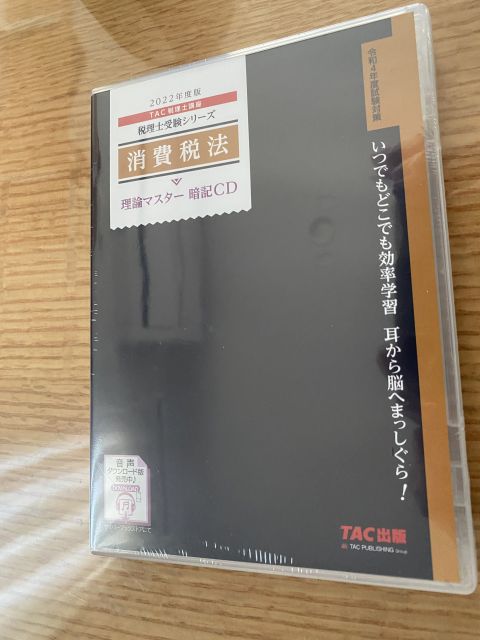 2022年度版
TAC 税理士講座
税理士受験シリーズ
消費税法
理論マスター 暗記CD
令和4年度試験対策
いつでもどこでも効率学習 耳から脳へまっしぐら!
音声
ダウンロード版
発売中♪
DOWNLOAD
TAC出版
TAC PUBLISHING Group